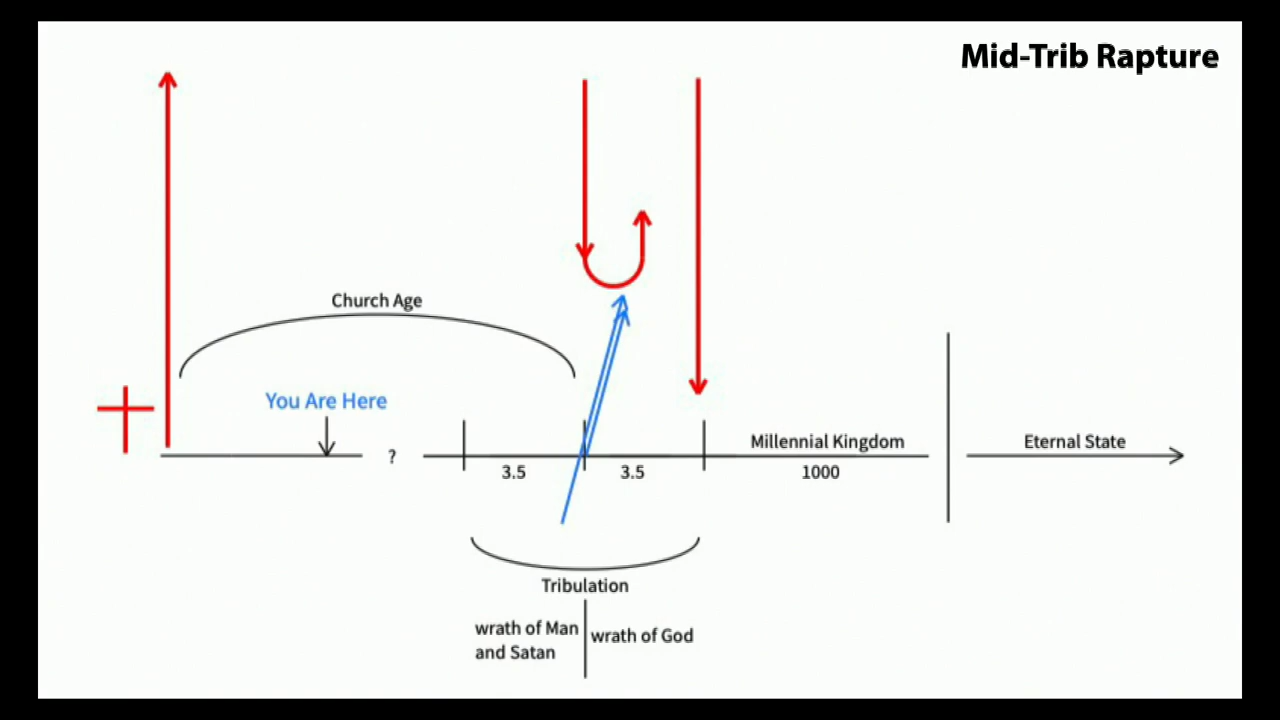 Mid-Trib Rapture
Church Age
You Are Here
?
3.5
3.5
Millennial Kingdom
1000
Eternal State
Tribulation
wrath of Man
and Satan
wrath of God